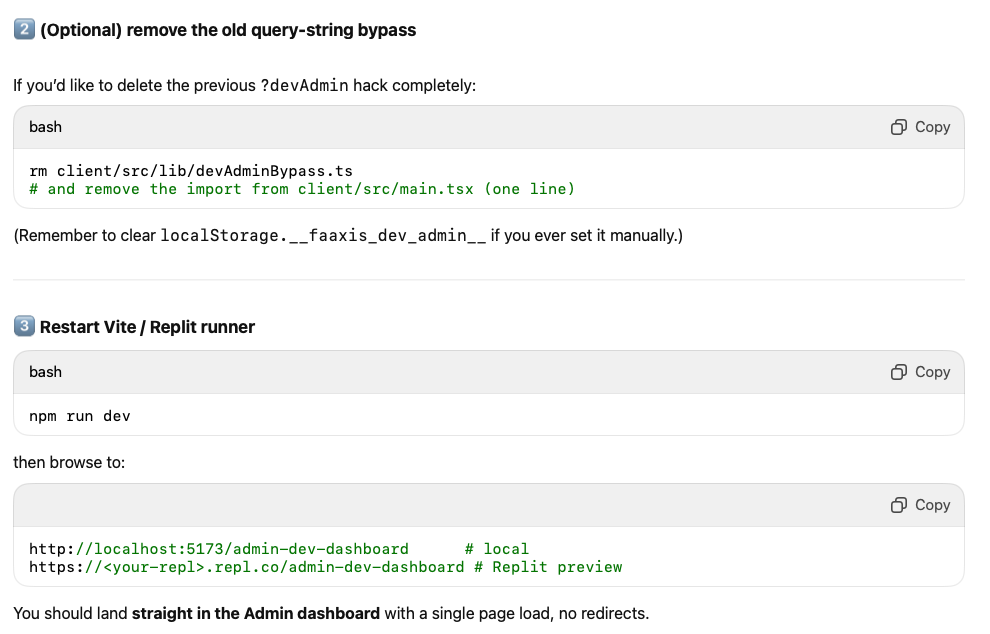 2️⃣ (Optional) remove the old query-string bypass
If you’d like to delete the previous ?devAdmin hack completely:
bash
Copy
rm client/src/lib/devAdminBypass.ts
# and remove the import from client/src/main.tsx (one line)
(Remember to clear localStorage.__faaxis_dev_admin__ if you ever set it manually.)
3️⃣ Restart Vite / Replit runner
bash
Copy
npm run dev
then browse to:
Copy
http://localhost:5173/admin-dev-dashboard      # local
https://<your-repl>.repl.co/admin-dev-dashboard # Replit preview
You should land straight in the Admin dashboard with a single page load, no redirects.